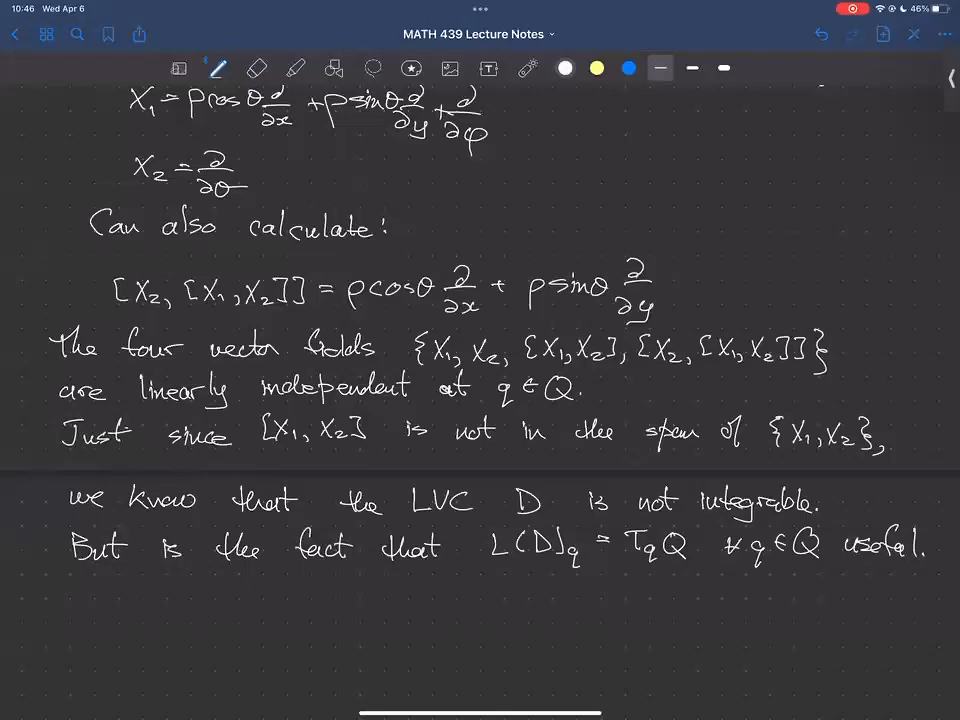 10:46 Wed Apr 6
46%
MATH 439 Lecture Notes
X₁ = ρcosθ ∂/∂x + ρsinθ ∂/∂y + ∂/∂φ
X₂ = ∂/∂θ
Can also calculate:
[X₂, [X₁,X₂]] = ρcosθ ∂/∂x + ρsinθ ∂/∂y
The four vector fields {X₁, X₂, [X₁,X₂], [X₂, [X₁,X₂]]}
are linearly independent at q ∈ Q.
Just since [X₁, X₂] is not in the span of {X₁,X₂},
we know that the LVC D is not integrable.
But is the fact that L(D)_q = T_qQ ∀ q ∈ Q useful.